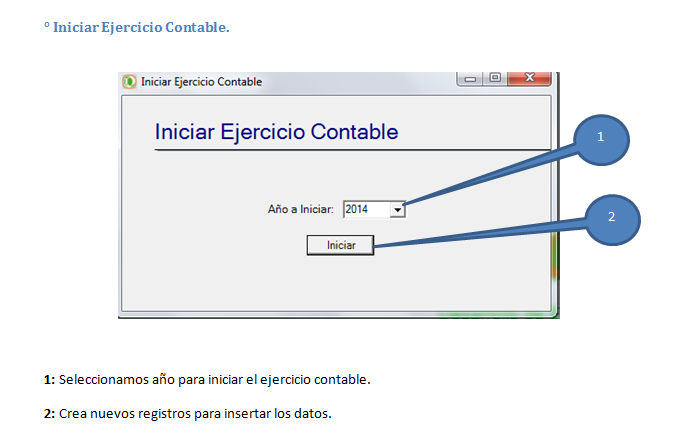 ° Iniciar Ejercicio Contable.
Iniciar Ejercicio Contable
Iniciar Ejercicio Contable
1
Año a Iniciar: 2014
2
Iniciar
1: Seleccionamos año para iniciar el ejercicio contable.
2: Crea nuevos registros para insertar los datos.